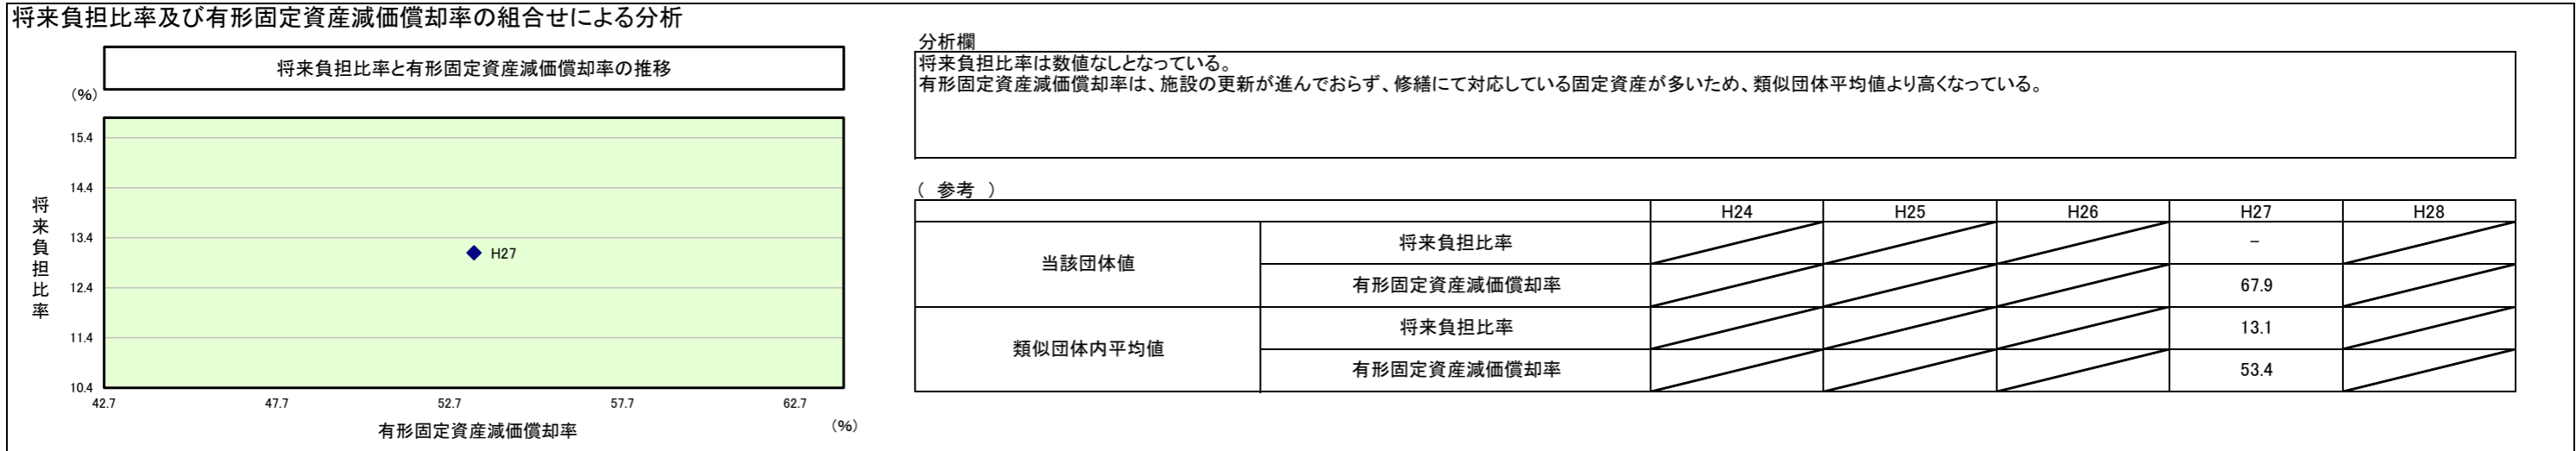 将来負担比率及び有形固定資産減価償却率の組合せによる分析
将来負担比率と有形固定資産減価償却率の推移
(%)
15.4
14.4
13.4
12.4
11.4
10.4
将来負担比率
H27
42.7 47.7 52.7 57.7 62.7
有形固定資産減価償却率
(%)
分析欄
将来負担比率は数値なしとなっている。
有形固定資産減価償却率は、施設の更新が進んでおらず、修繕にて対応している固定資産が多いため、類似団体平均値より高くなっている。
( 参考 )
H24 H25 H26 H27 H28
当該団体値
将来負担比率 -
有形固定資産減価償却率 67.9
類似団体内平均値
将来負担比率 13.1
有形固定資産減価償却率 53.4